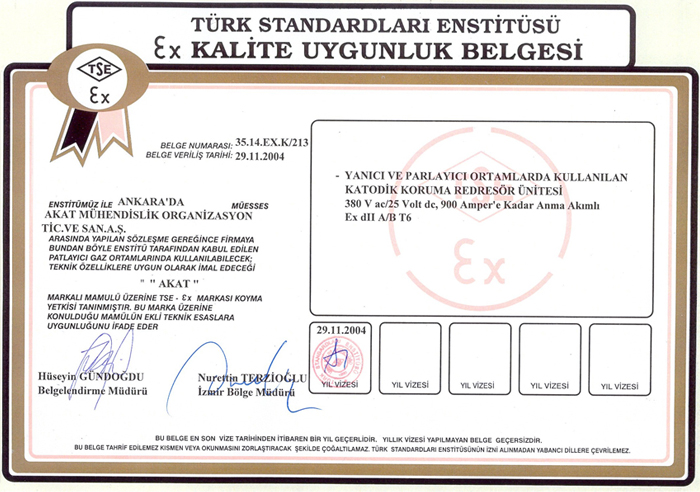 TÜRK STANDARDLARI ENSTİTÜSÜ
Ex KALİTE UYGUNLUK BELGESİ
TSE
Ex
BELGE NUMARASI: 35.14.EX.K/213
BELGE VERİLİŞ TARİHİ: 29.11.2004
ENSTİTÜMÜZ İLE ANKARA'DA MÜESSES
AKAT MÜHENDİSLİK ORGANİZASYON
TİC.VE SAN.A.Ş.
ARASINDA YAPILAN SÖZLEŞME GEREĞİNCE FİRMAYA
BUNDAN BÖYLE ENSTİTÜ TARAFINDAN KABUL EDİLEN
PATLAYICI GAZ ORTAMLARINDA KULLANILABİLECEK;
TEKNİK ÖZELLİKLERE UYGUN OLARAK İMAL EDECEĞİ
" " AKAT "
MARKALI MAMULÜ ÜZERİNE TSE - Ex MARKASI KOYMA
YETKİSİ TANINMIŞTIR. BU MARKA ÜZERİNE
KONULDUĞU MAMULÜN EKLİ TEKNİK ESASLARA
UYGUNLUĞUNU İFADE EDER
Hüseyin GÜNDOGDU
Belgelendirme Müdürü
Nurettin TERZİOĞLU
İzmir Bölge Müdürü
- YANICI VE PARLAYICI ORTAMLARDA KULLANILAN
KATODİK KORUMA REDRESÖR ÜNİTESİ
380 V ac/25 Volt dc, 900 Amper'e Kadar Anma Akımlı
Ex dII A/B T6
Ex
29.11.2004
YIL VİZESİ
YIL VİZESİ
YIL VİZESİ
YIL VİZESİ
YIL VİZESİ
BU BELGE EN SON VİZE TARİHİNDEN İTİBAREN BİR YIL GEÇERLİDİR. YILLIK VİZESİ YAPILMAYAN BELGE GEÇERSİZDİR.
BU BELGE TAHRİF EDİLEMEZ KISMEN VEYA OKUNMASINI ZORLAŞTIRACAK ŞEKİLDE ÇOĞALTILAMAZ. TÜRK STANDARDLARI ENSTİTÜSÜNÜN İZNİ ALINMADAN YABANCI DİLLERE ÇEVRİLEMEZ.